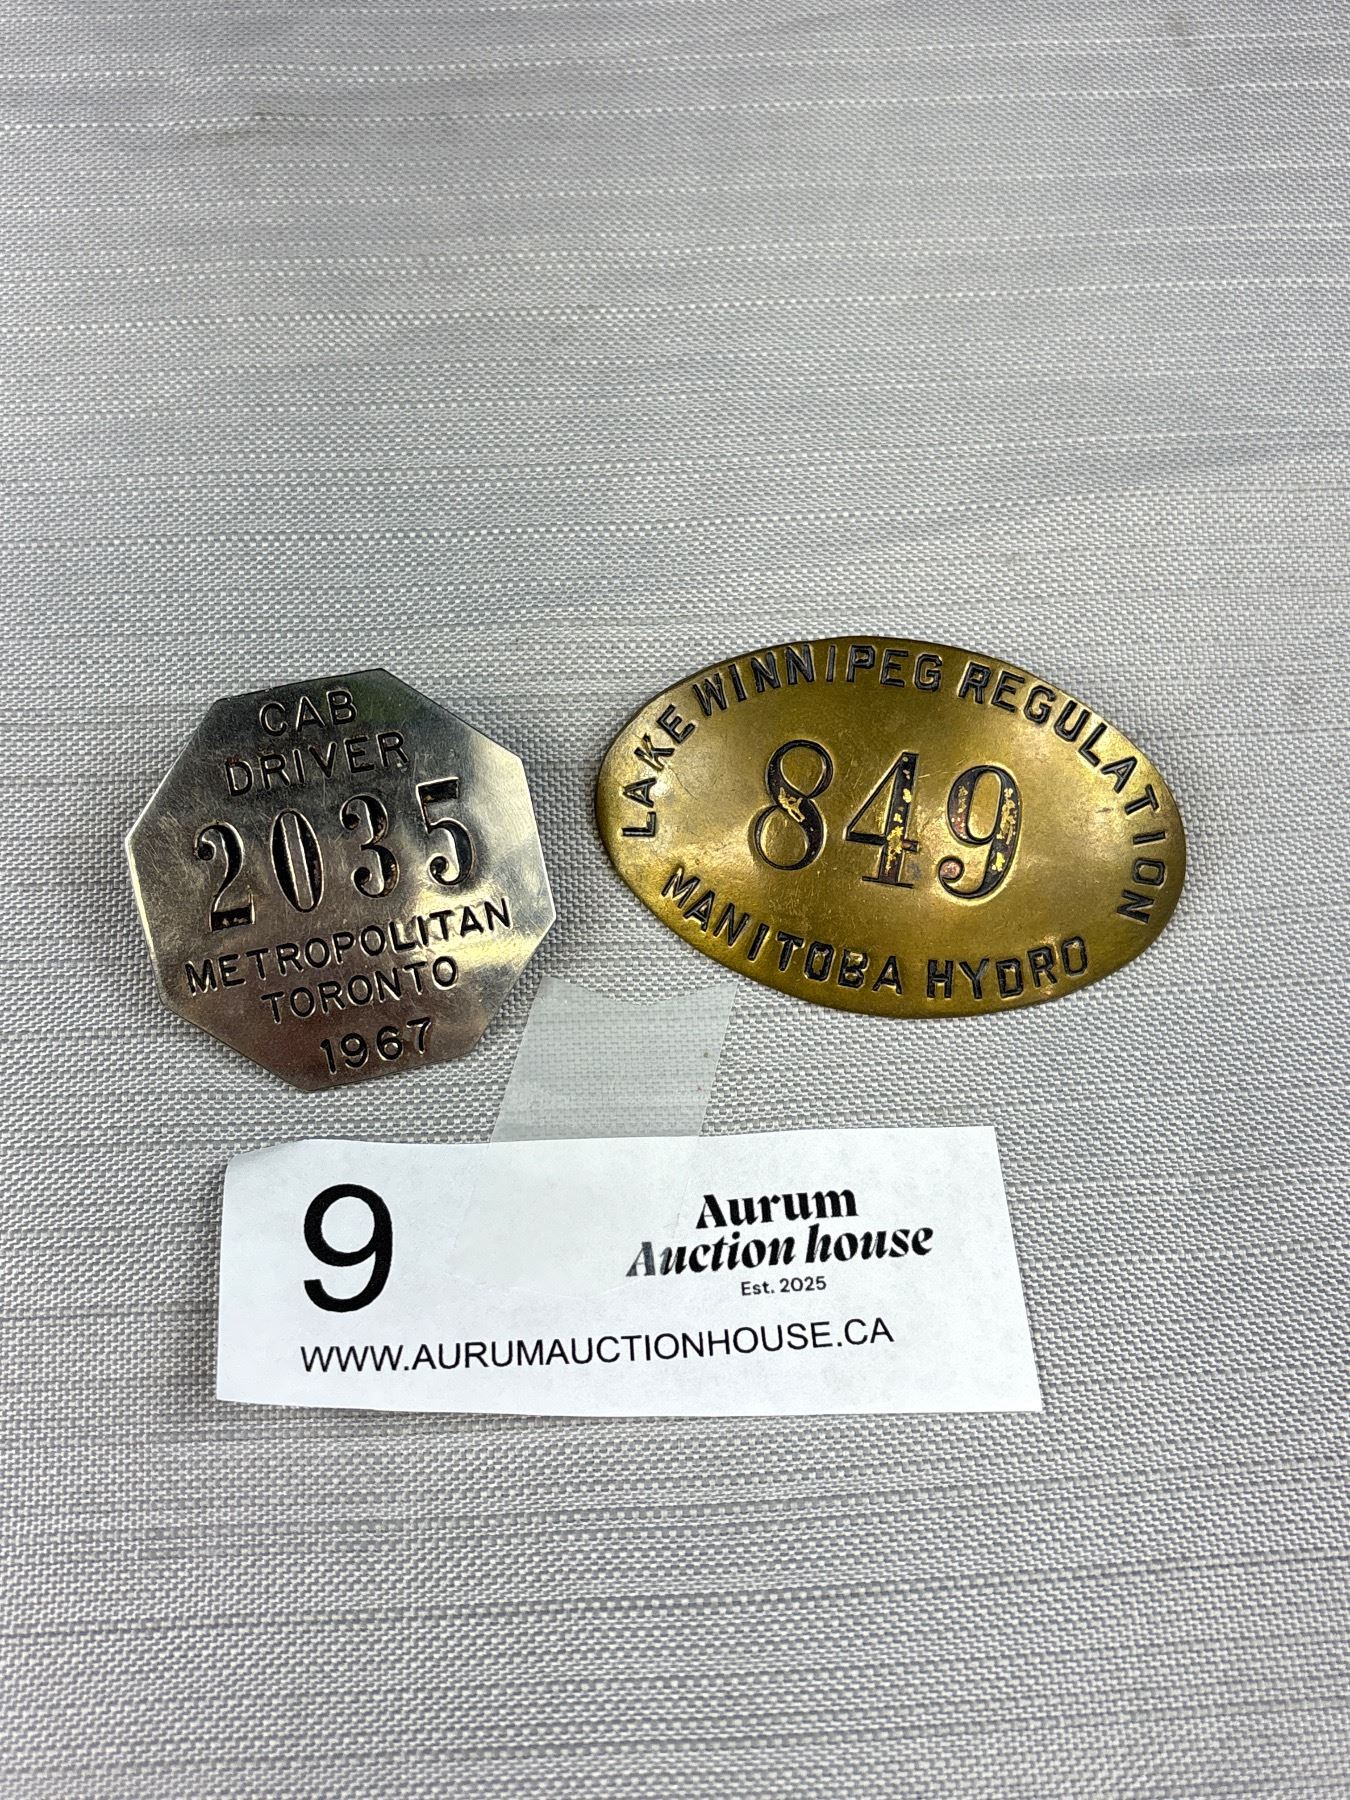 CAB
DRIVER
2035
METROPOLITAN
TORONTO
1967
LAKE WINNIPEG REGULATION
849
MANITOBA HYDRO
9
Aurum
Auction house
Est. 2025
WWW.AURUMAUCTIONHOUSE.CA